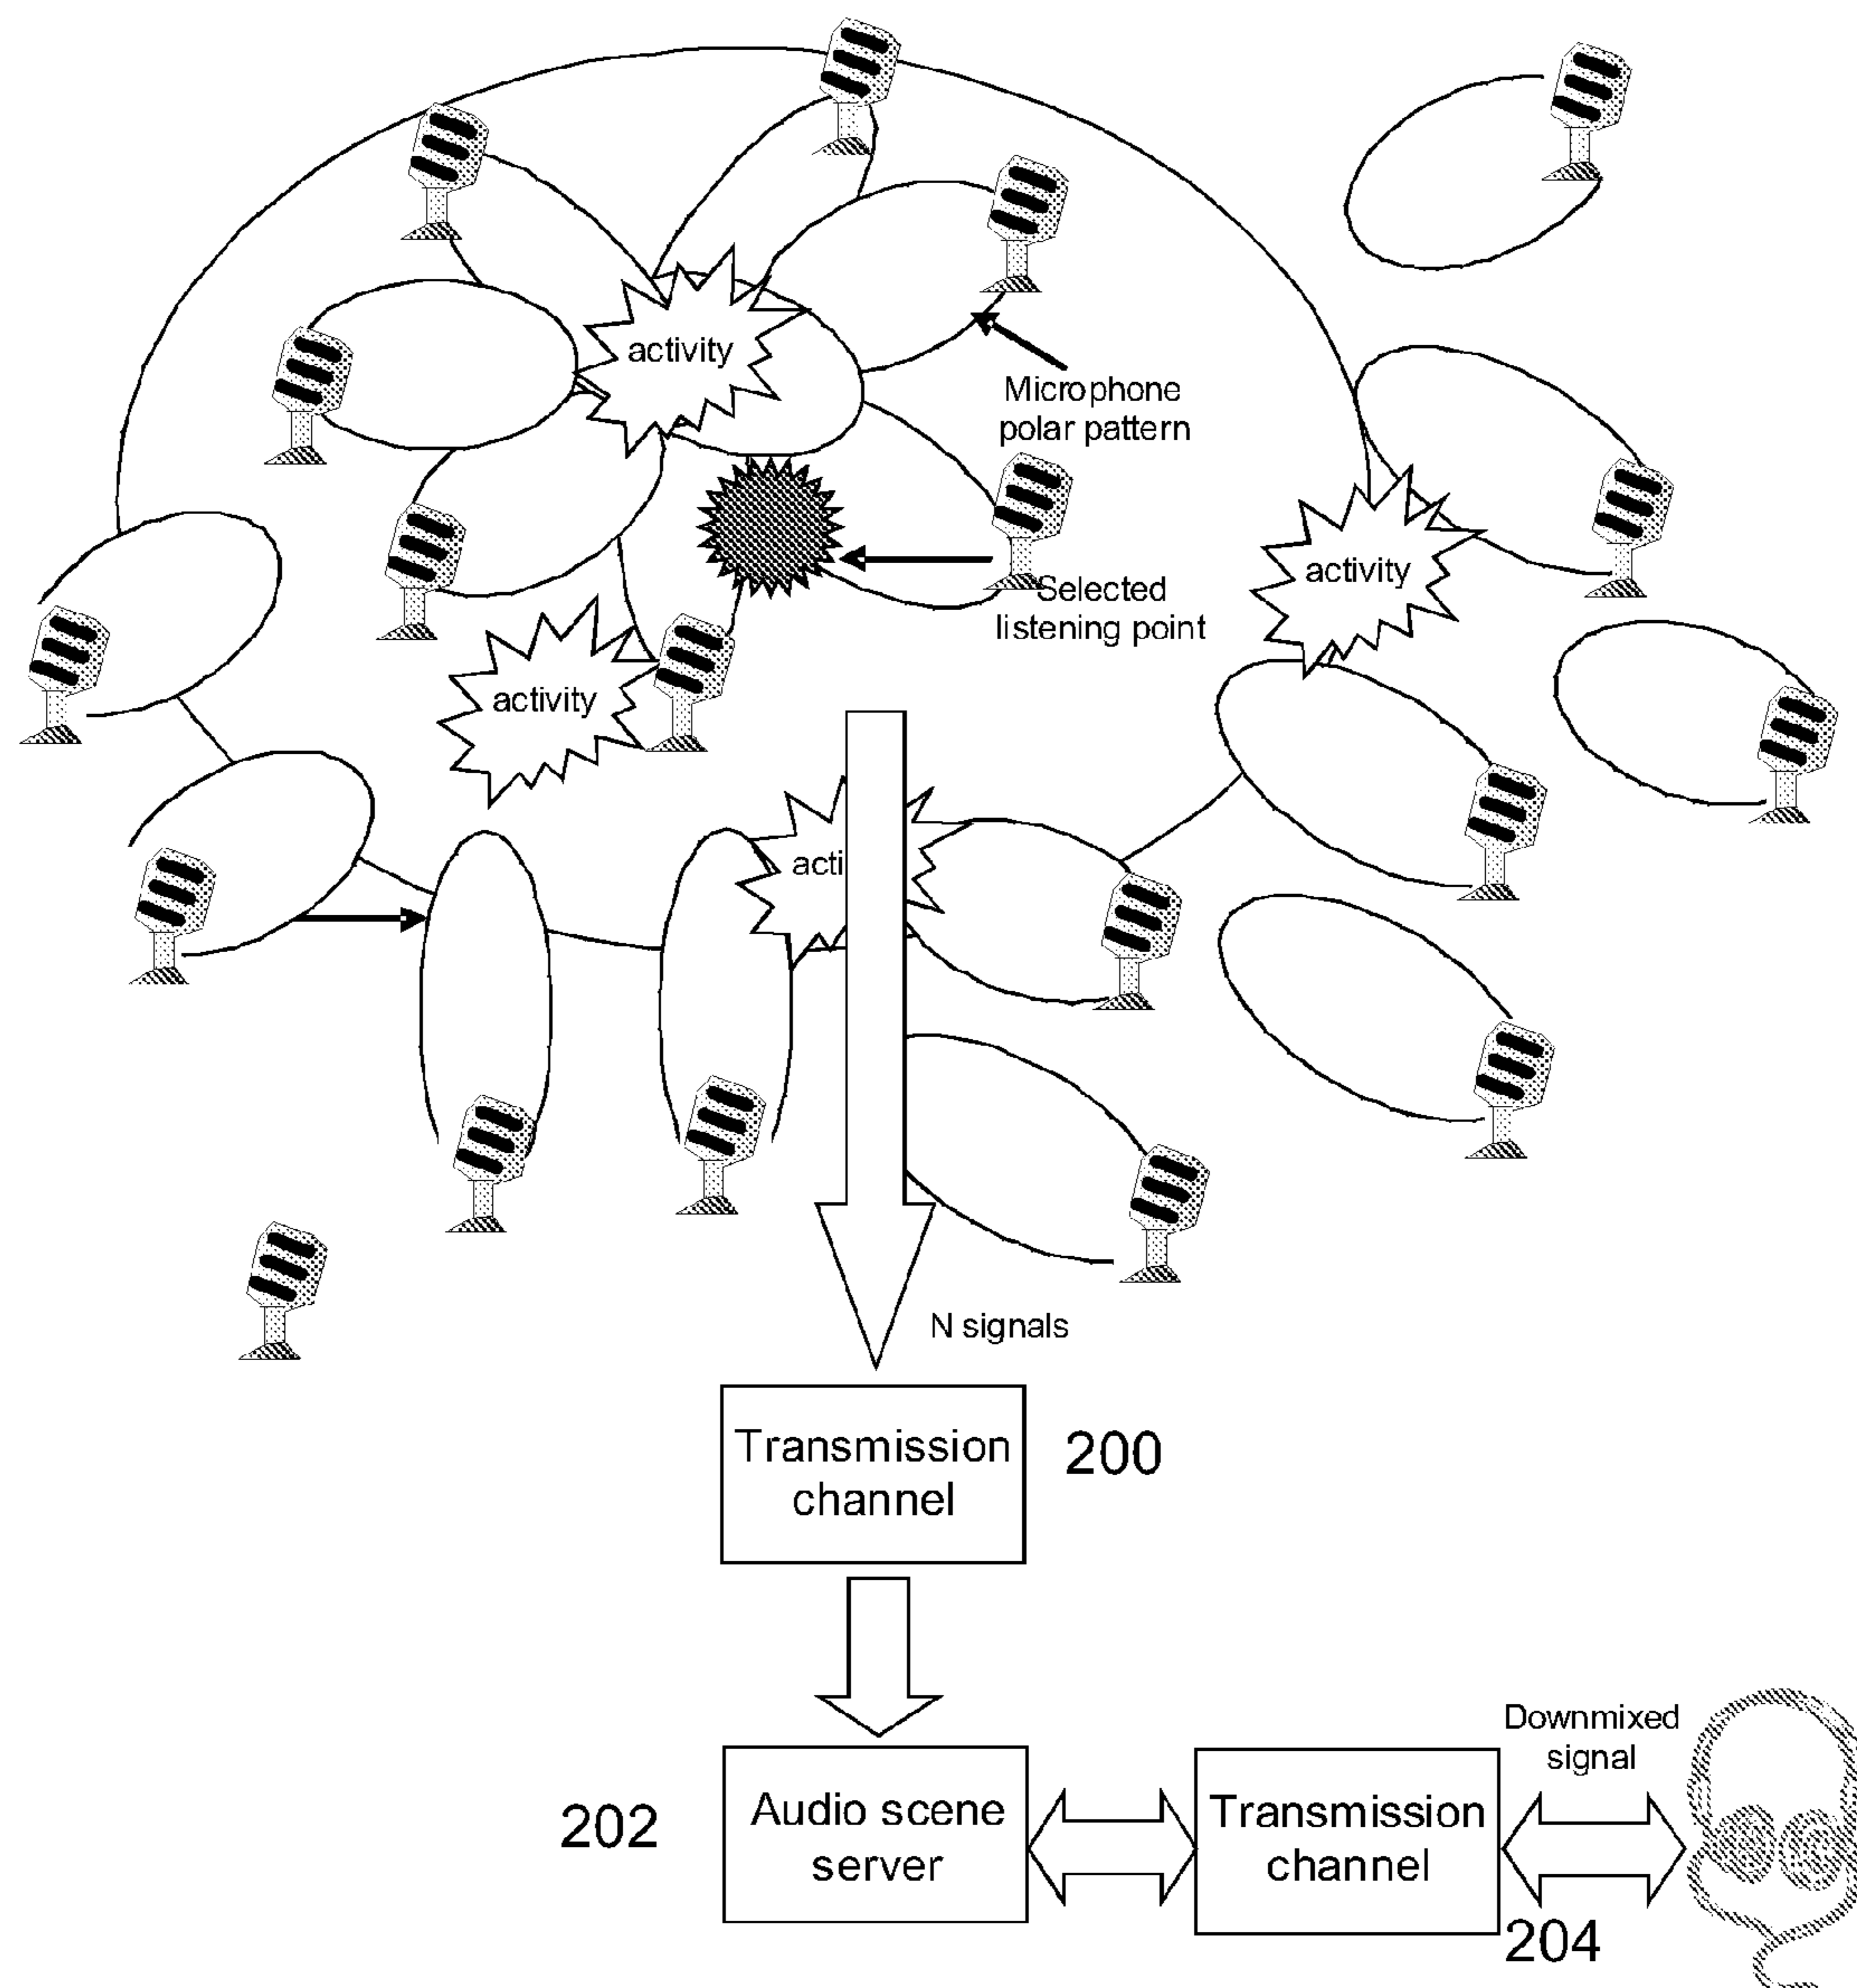 activity
Microphone
polar pattern
activity
Selected
listening point
activity
acti
N signals
Transmission
channel
200
Downmixed
signal
202
Audio scene
server
Transmission
channel
204